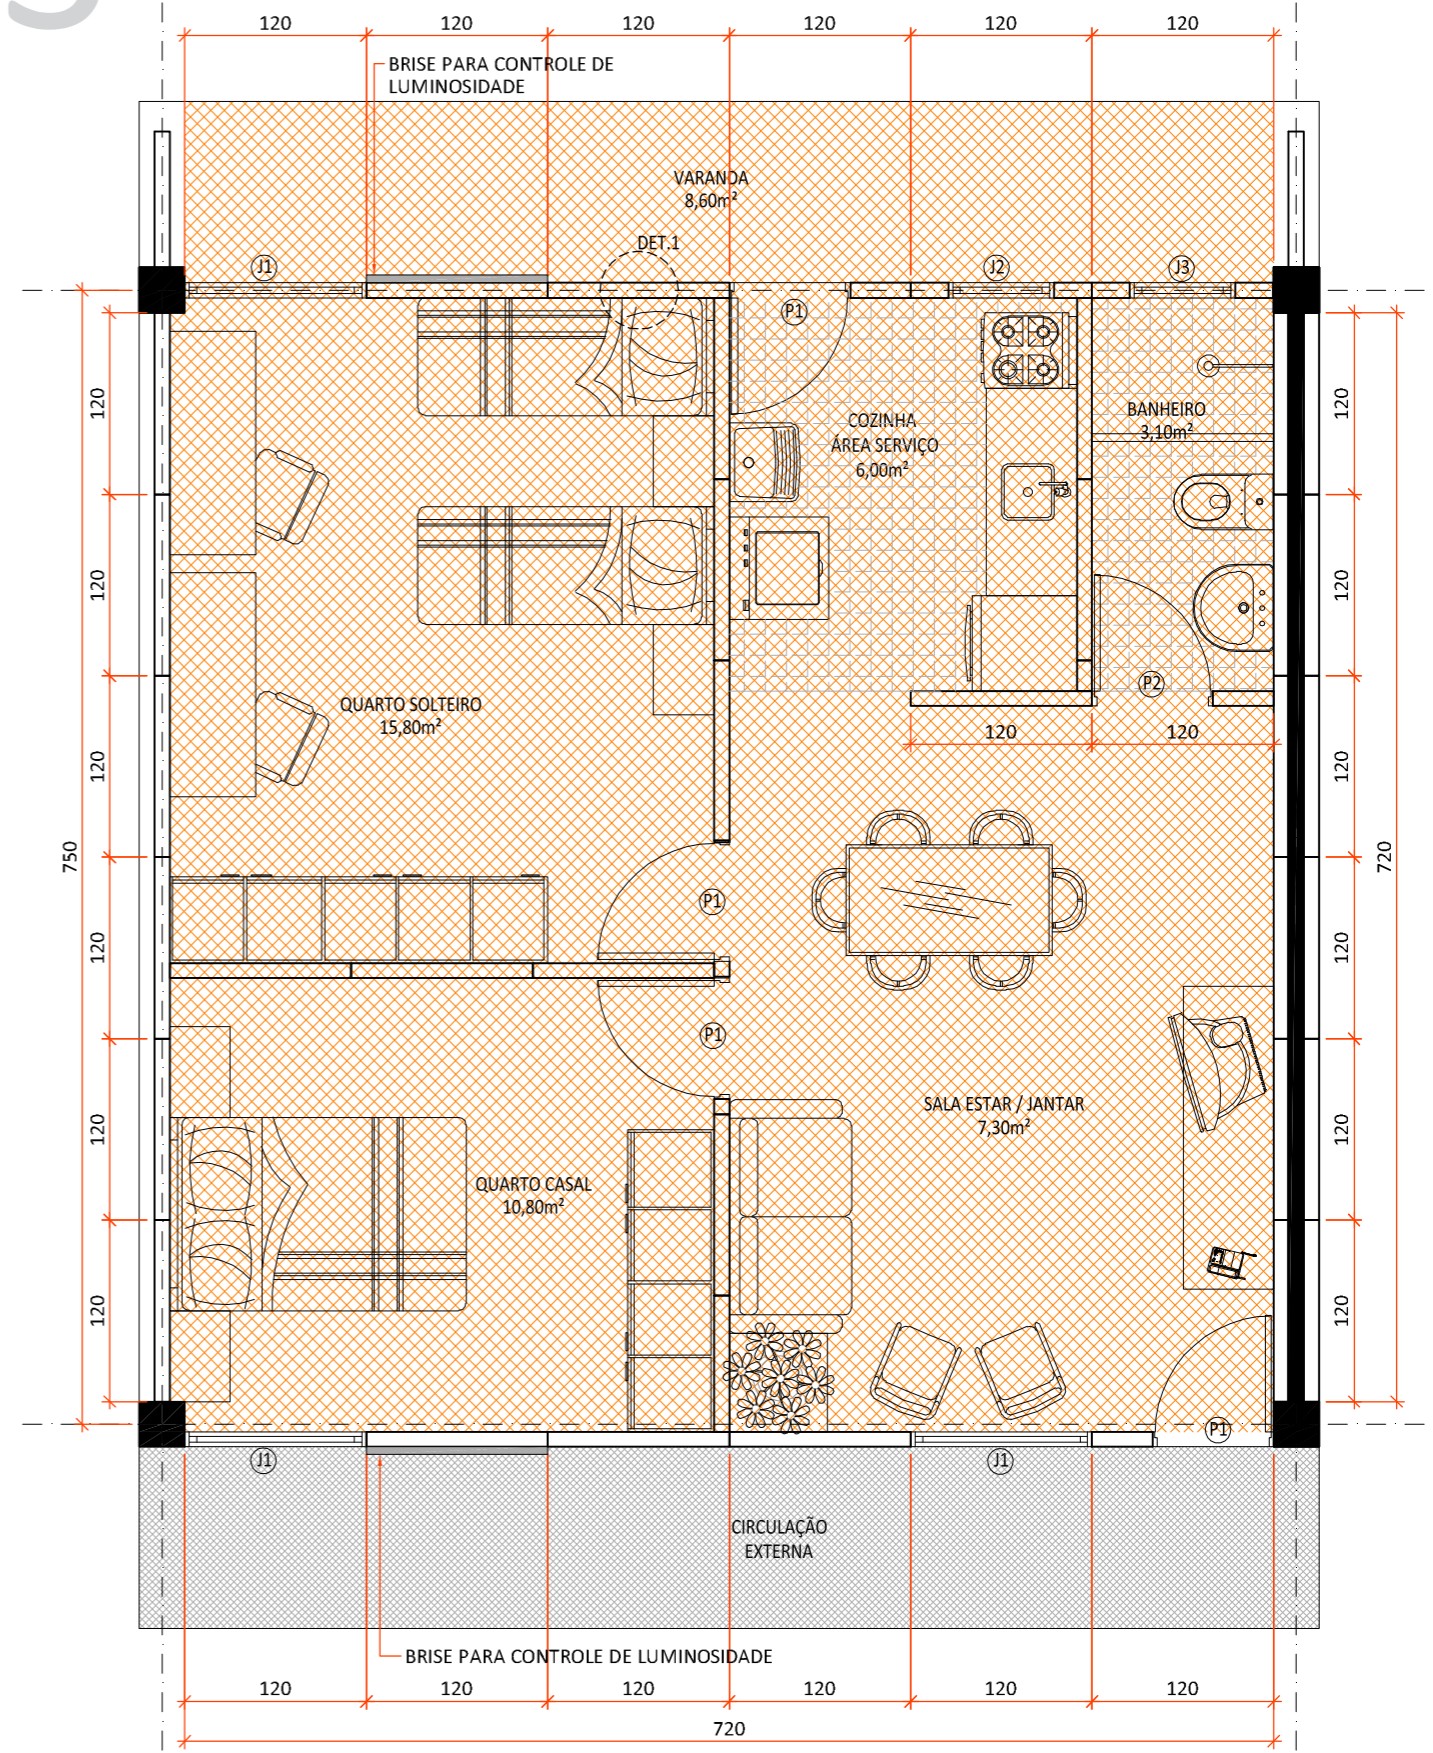 120 120 120 120 120 120
BRISE PARA CONTROLE DE
LUMINOSIDADE
VARANDA
8,60m²
DET.1
J1 J2 J3
P1
120 120
COZINHA
ÁREA SERVIÇO
6,00m²
BANHEIRO
3,10m²
120 120
P2
QUARTO SOLTEIRO
15,80m²
120 120
120 120
750 720
P1
120 120
P1
SALA ESTAR / JANTAR
7,30m²
120 120
QUARTO CASAL
10,80m²
120 120
P1
J1 J1
CIRCULAÇÃO
EXTERNA
BRISE PARA CONTROLE DE LUMINOSIDADE
120 120 120 120 120 120
720